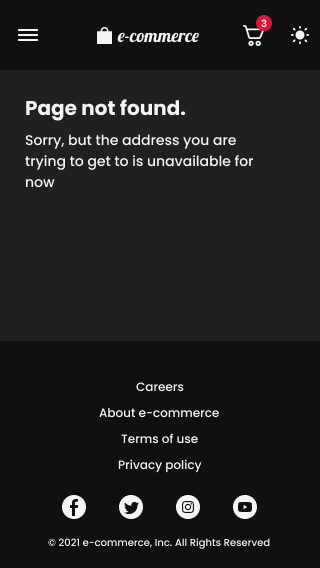 e-commerce
3
Page not found.
Sorry, but the address you are
trying to get to is unavailable for
now
Careers
About e-commerce
Terms of use
Privacy policy
© 2021 e-commerce, Inc. All Rights Reserved